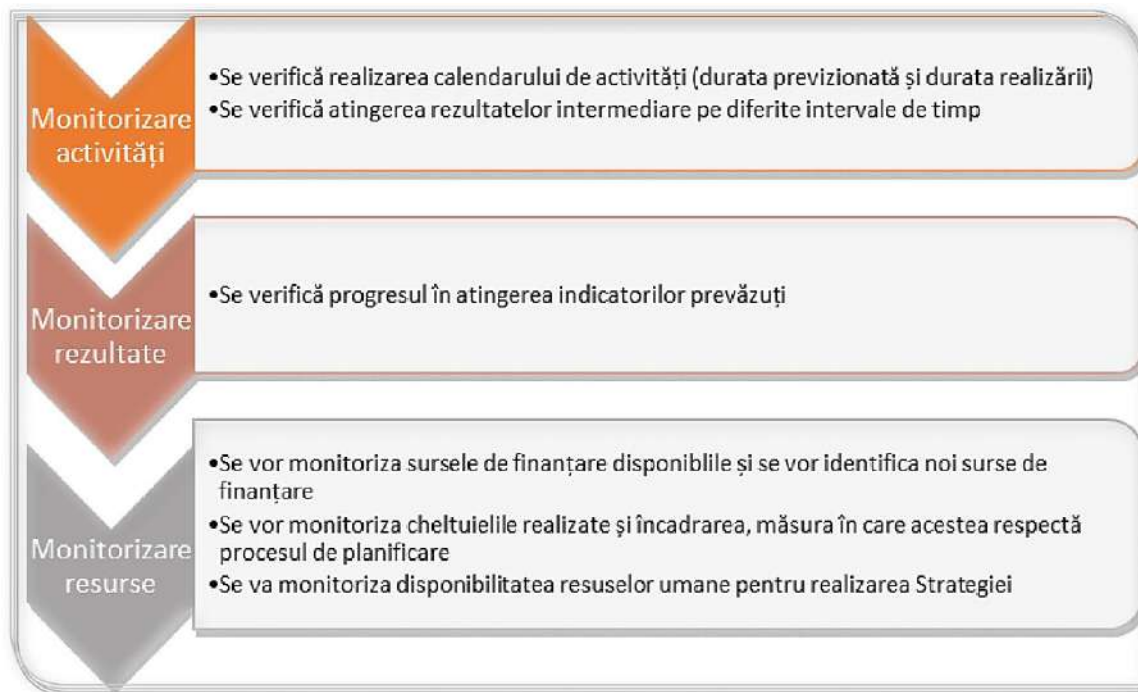 Monitorizare
activități
•Se verifică realizarea calendarului de activități (durata previzionată și durata realizării)
•Se verifică atingerea rezultatelor intermediare pe diferite intervale de timp
Monitorizare
rezultate
•Se verifică progresul în atingerea indicatorilor prevăzuți
Monitorizare
resurse
•Se vor monitoriza sursele de finanțare disponiblile și se vor identifica noi surse de
finanțare
•Se vor monitoriza cheltuielile realizate și încadrarea, măsura în care acestea respectă
procesul de planificare
•Se va monitoriza disponibilitatea resuselor umane pentru realizarea Strategiei